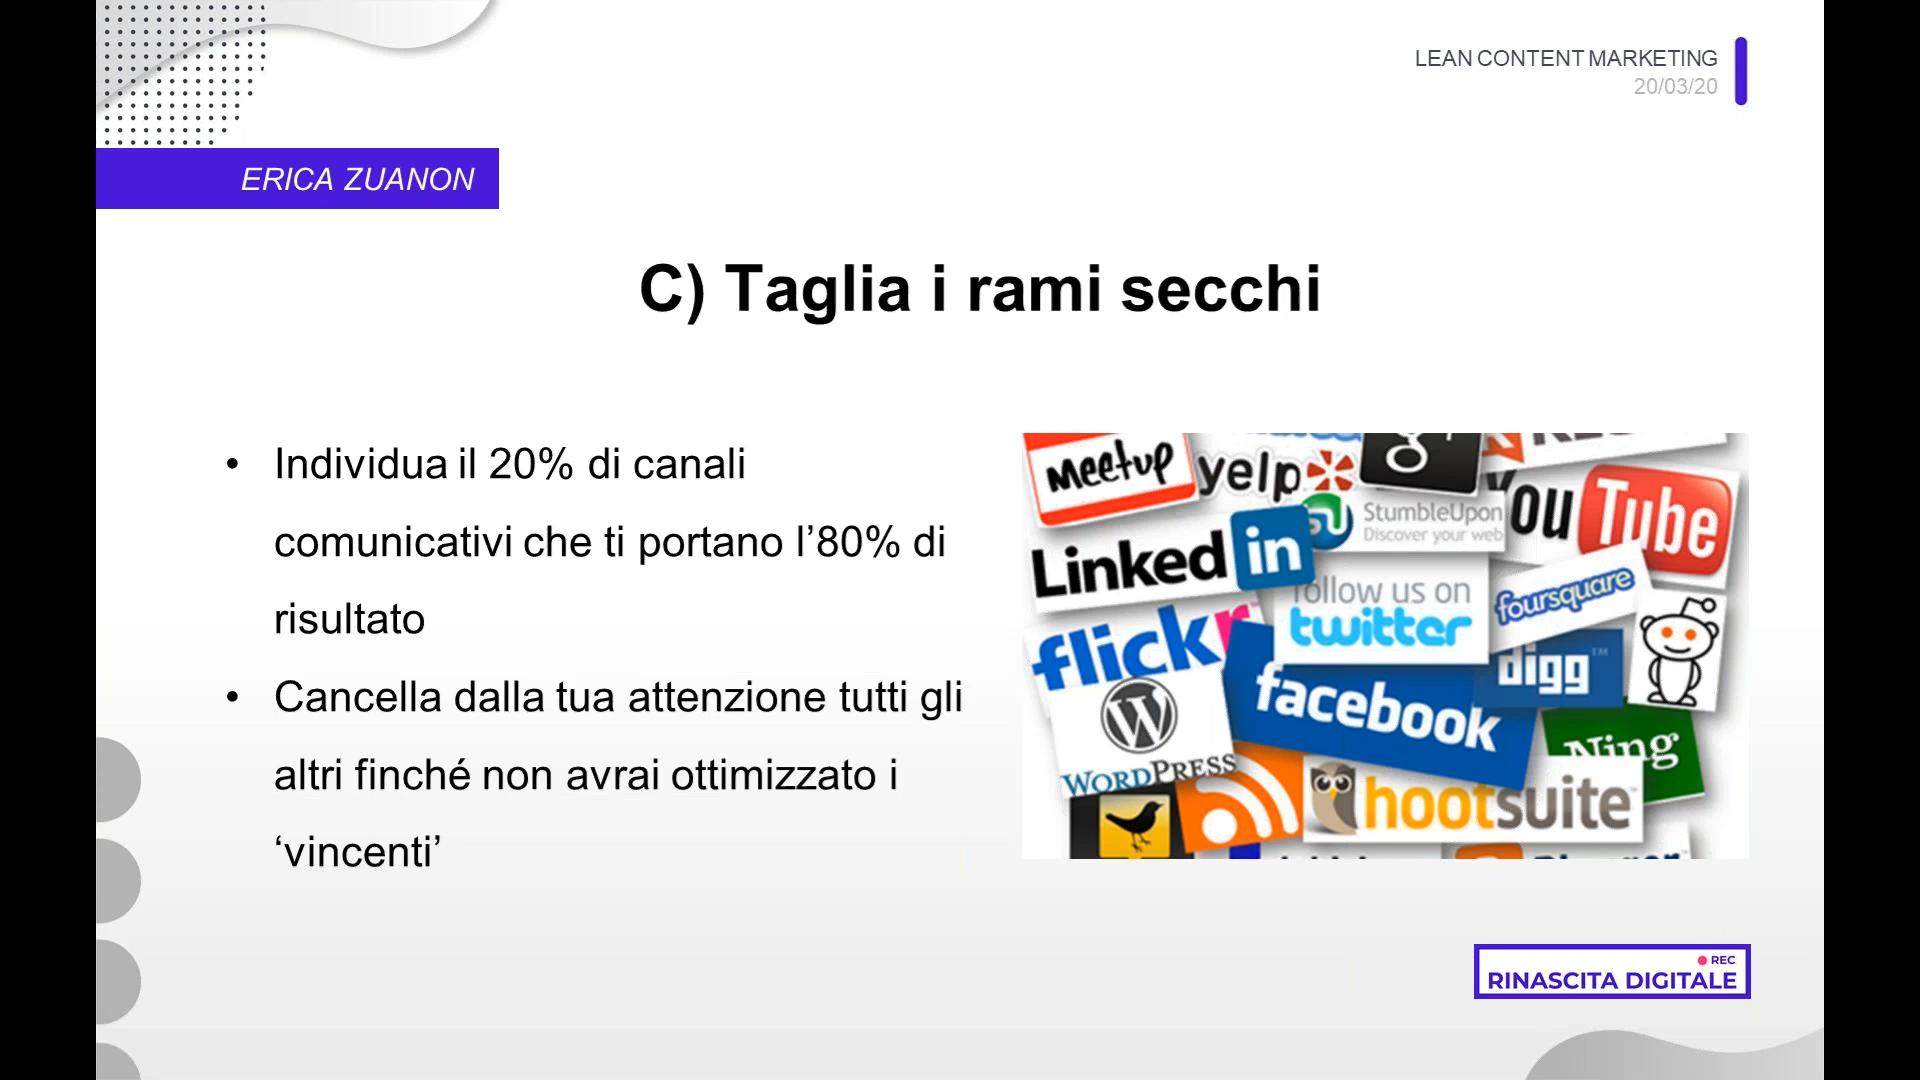 LEAN CONTENT MARKETING
20/03/20
ERICA ZUANON
C) Taglia i rami secchi
• Individua il 20% di canali
comunicativi che ti portano l’80% di
risultato
• Cancella dalla tua attenzione tutti gli
altri finché non avrai ottimizzato i
‘vincenti’
Meetup
yelp
g+
StumbleUpon
Discover your web
You Tube
Linked in
follow us on
twitter
foursquare
flickr
facebook
digg™
WORDPRESS
Ning
hootsuite
REC
RINASCITA DIGITALE